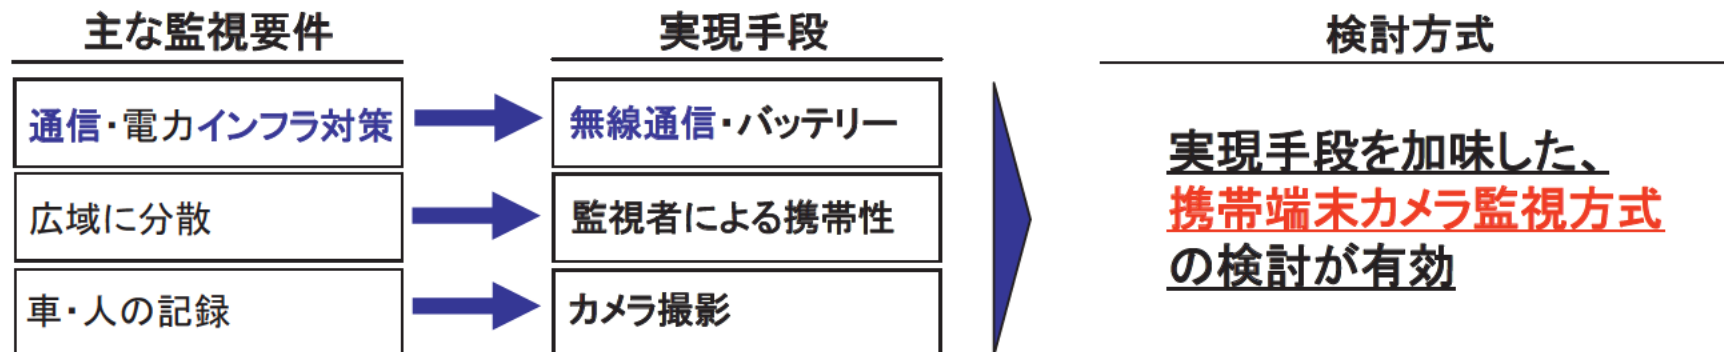 主な監視要件
実現手段
検討方式
通信・電力インフラ対策
無線通信・バッテリー
広域に分散
監視者による携帯性
車・人の記録
カメラ撮影
実現手段を加味した、
携帯端末カメラ監視方式
の検討が有効